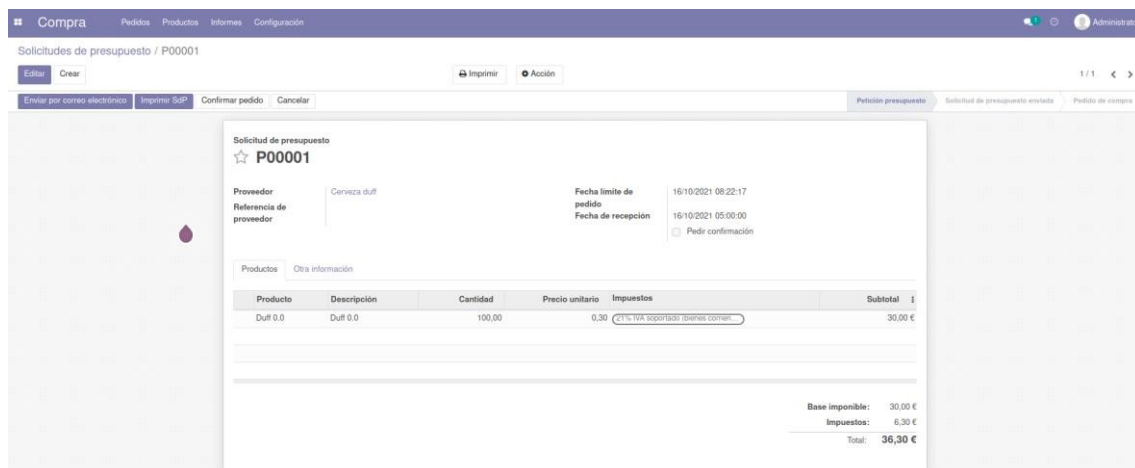 Compra Pedidos Productos Informes Configuración 1 Administrat
Solicitudes de presupuesto / P00001
Editar Crear Imprimir Acción 1 / 1
Enviar por correo electrónico Imprimir SdP Confirmar pedido Cancelar Petición presupuesto Solicitud de presupuesto enviada Pedido de compra
Solicitud de presupuesto
P00001
Proveedor Cerveza duff Fecha límite de pedido 16/10/2021 08:22:17
Referencia de proveedor Fecha de recepción 16/10/2021 05:00:00
Pedir confirmación
Productos Otra información
Producto Descripción Cantidad Precio unitario Impuestos Subtotal
Duff 0.0 Duff 0.0 100,00 0,30 21% IVA soportado (bienes corrien... 30,00 €
Base imponible: 30,00 €
Impuestos: 6,30 €
Total: 36,30 €